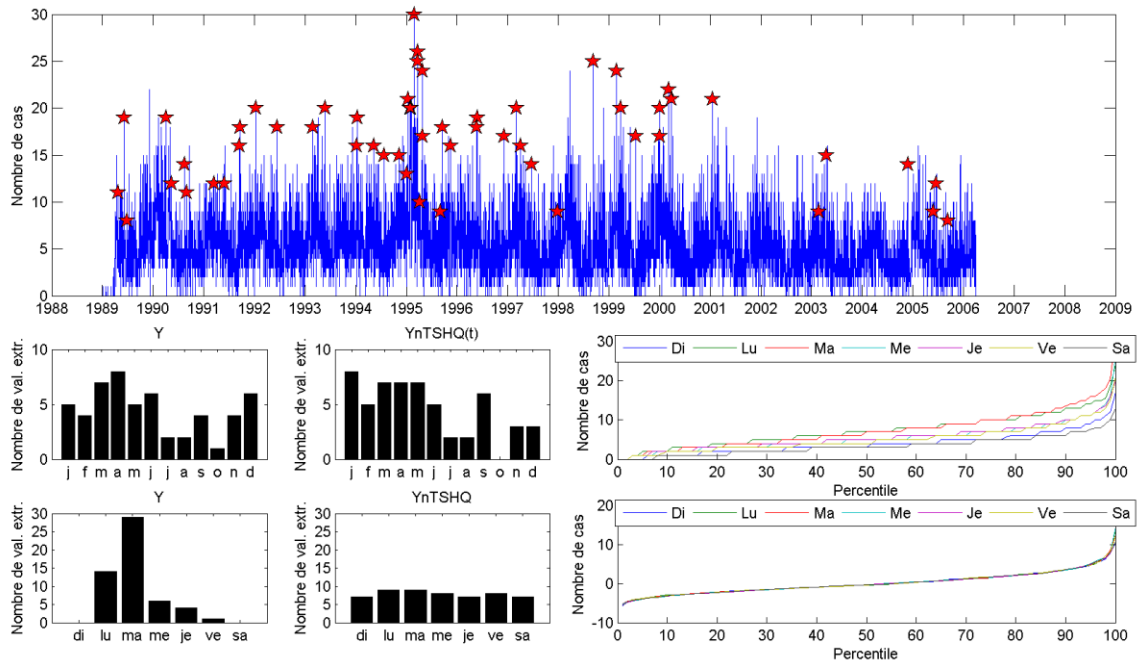 30
25
20
15
10
5
0
Nombre de cas
1988 1989 1990 1991 1992 1993 1994 1995 1996 1997 1998 1999 2000 2001 2002 2003 2004 2005 2006 2007 2008 2009
Y
10
5
0
Nombre de val. extr.
j f m a m j j a s o n d
YnTSHQ(t)
10
5
0
Nombre de val. extr.
j f m a m j j a s o n d
30
20
10
0
Nombre de cas
Di Lu Ma Me Je Ve Sa
1 10 20 30 40 50 60 70 80 90 100
Percentile
Y
30
25
20
15
10
5
0
Nombre de val. extr.
di lu ma me je ve sa
YnTSHQ
30
25
20
15
10
5
0
Nombre de val. extr.
di lu ma me je ve sa
20
10
0
-10
Nombre de cas
Di Lu Ma Me Je Ve Sa
1 10 20 30 40 50 60 70 80 90 100
Percentile